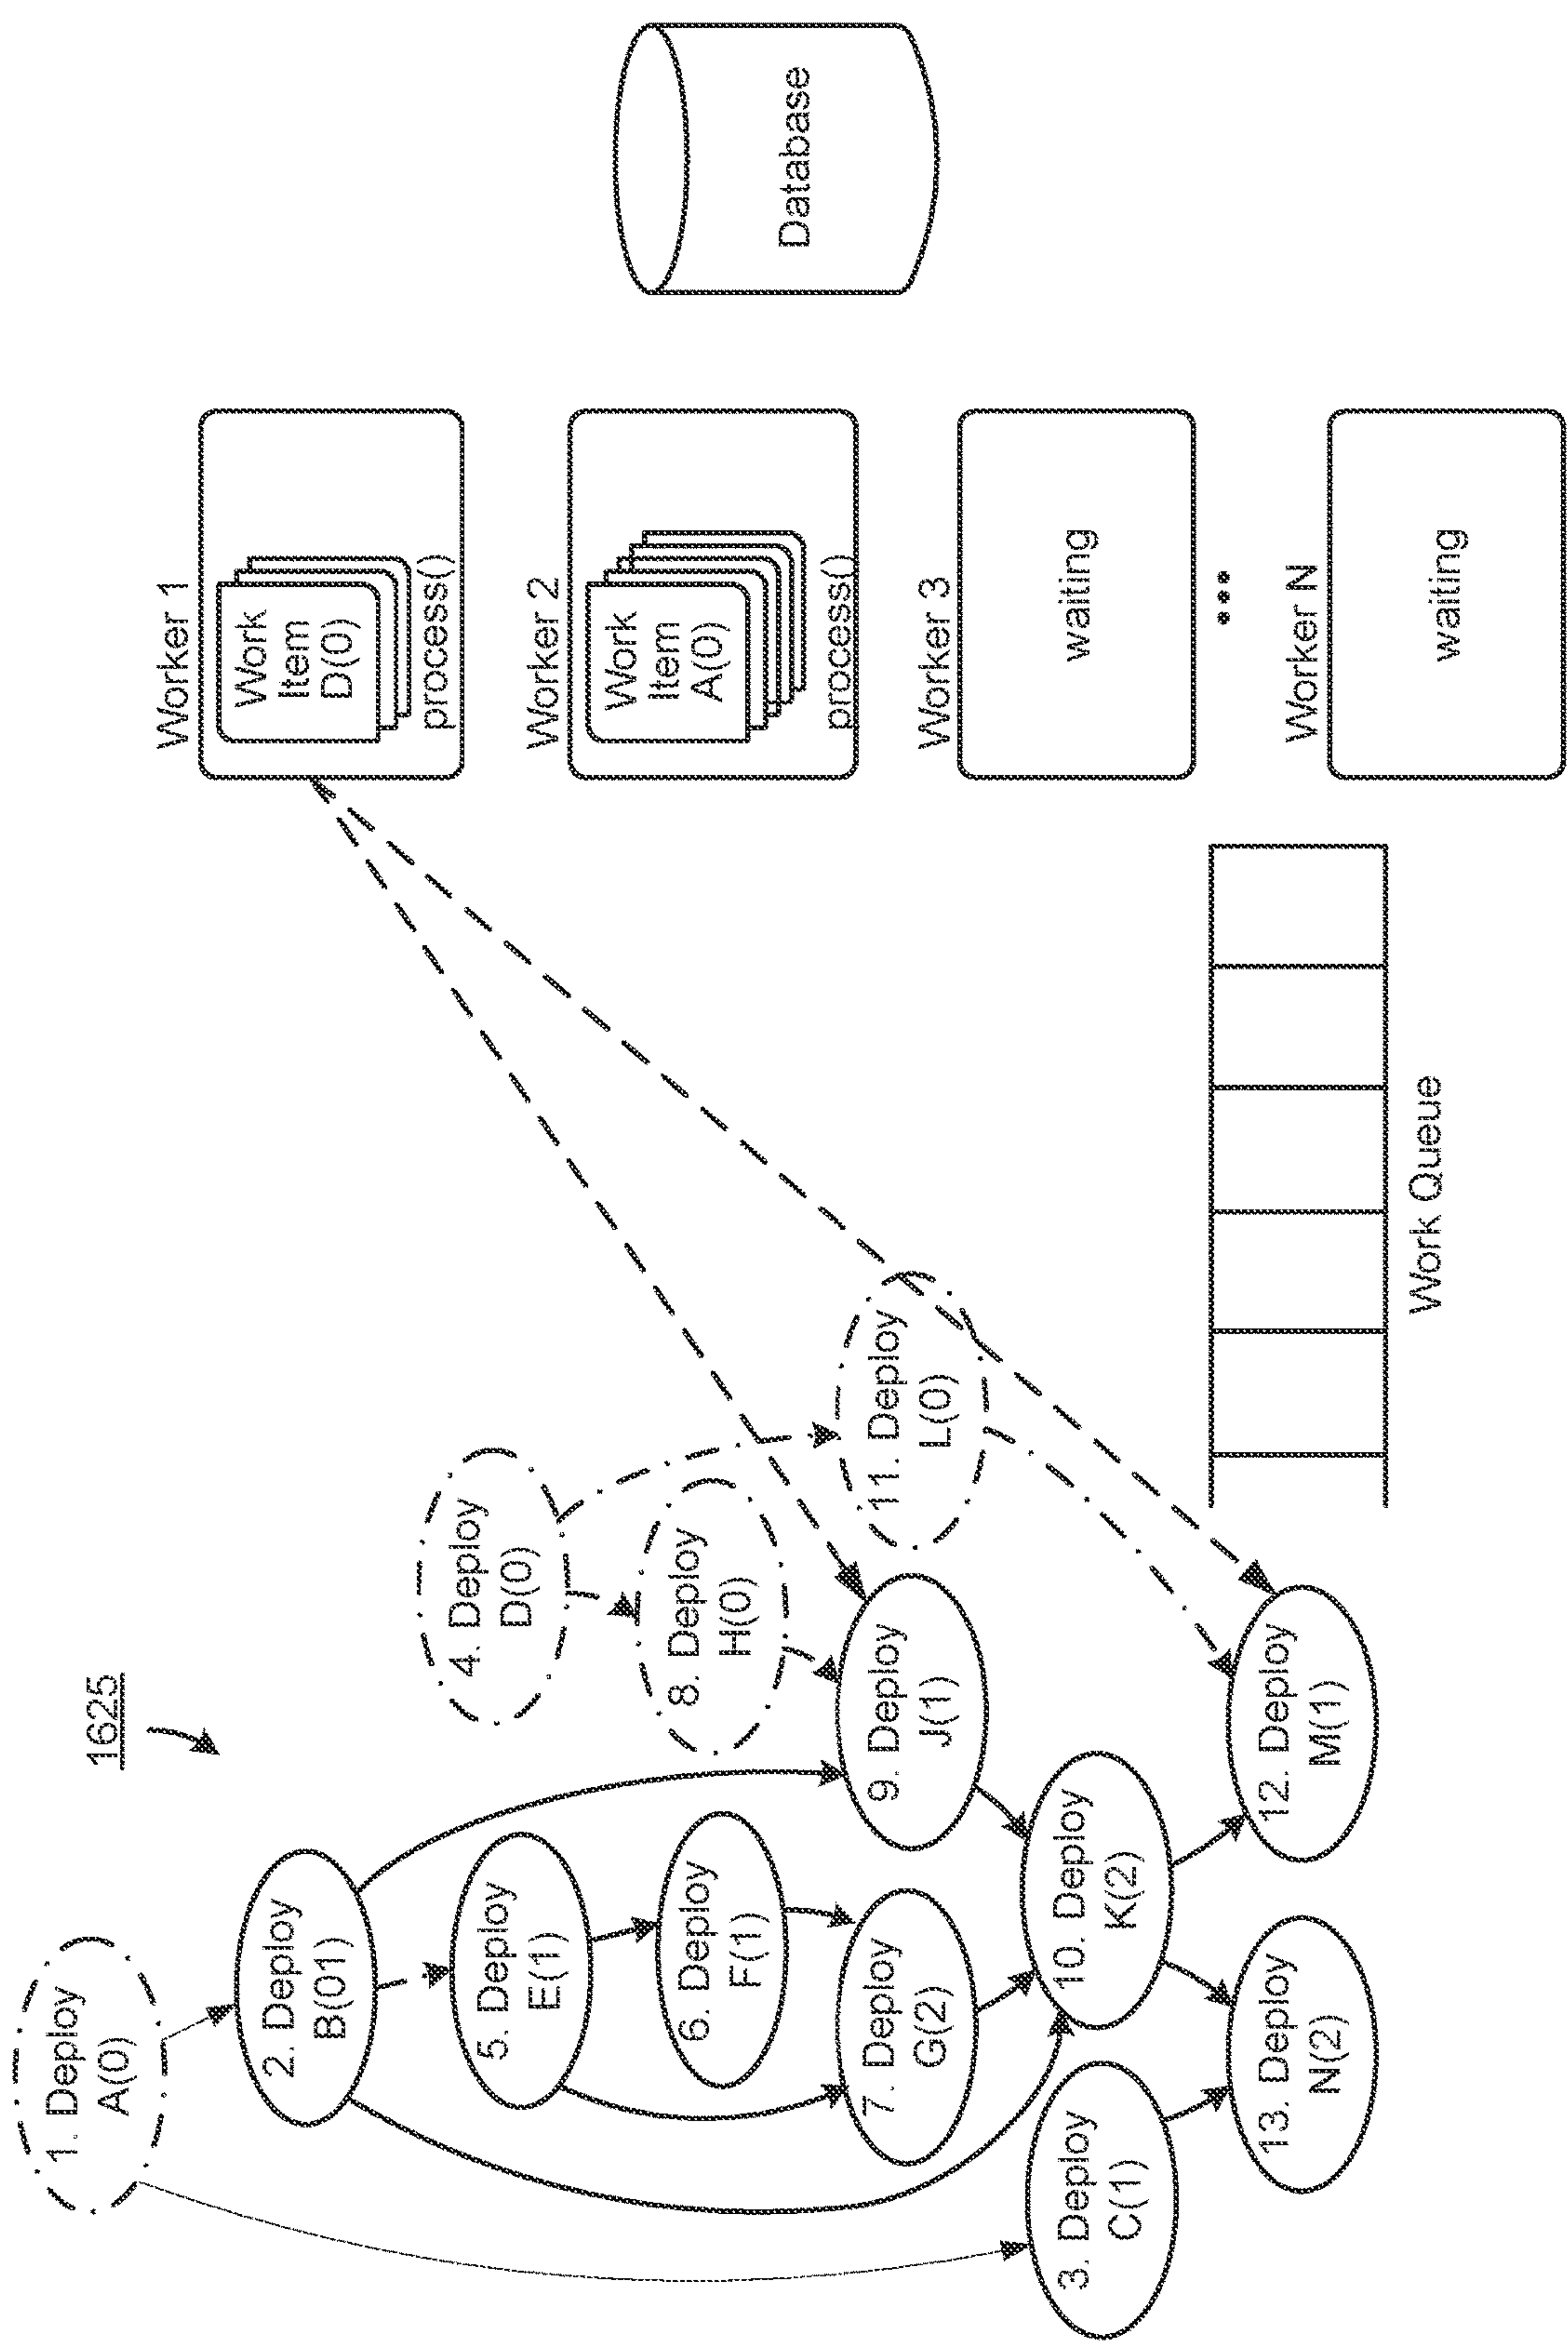 1625
1. Deploy
A(0)
2. Deploy
B(01)
5. Deploy
E(1)
6. Deploy
F(1)
7. Deploy
G(2)
3. Deploy
C(1)
13. Deploy
N(2)
10. Deploy
K(2)
4. Deploy
D(0)
8. Deploy
H(0)
9. Deploy
J(1)
11. Deploy
L(0)
12. Deploy
M(1)
Work Queue
Worker 1
Work
Item
D(0)
process()
Worker 2
Work
Item
A(0)
process()
Worker 3
waiting
Worker N
waiting
Database